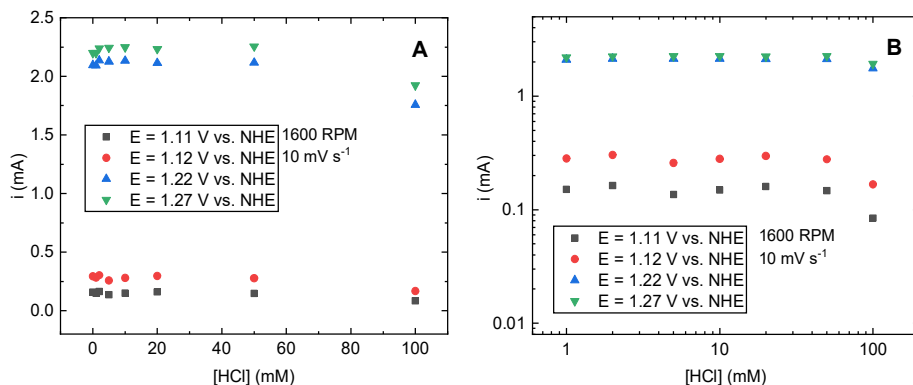 2.5
2.0
1.5
1.0
0.5
0.0
i (mA)
A
E = 1.11 V vs. NHE
E = 1.12 V vs. NHE
E = 1.22 V vs. NHE
E = 1.27 V vs. NHE
1600 RPM
10 mV s⁻¹
0 20 40 60 80 100
[HCl] (mM)
B
1
0.1
0.01
i (mA)
E = 1.11 V vs. NHE
E = 1.12 V vs. NHE
E = 1.22 V vs. NHE
E = 1.27 V vs. NHE
1600 RPM
10 mV s⁻¹
1 10 100
[HCl] (mM)